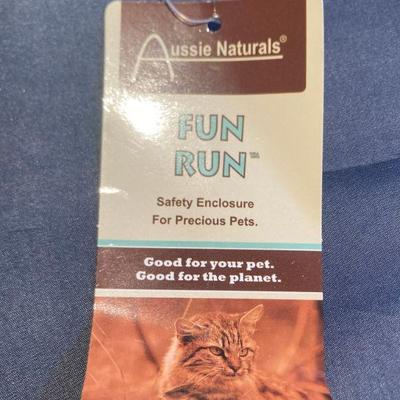 Aussie Naturals®
FUN
RUN™
Safety Enclosure
For Precious Pets.
Good for your pet.
Good for the planet.